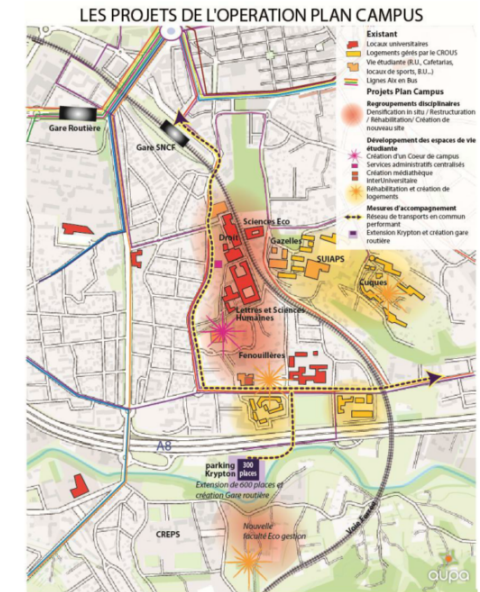 LES PROJETS DE L'OPERATION PLAN CAMPUS
Existant
Locaux universitaires
Logements gérés par le CROUS
Vie étudiante (R.U., Cafetarias,
locaux de sports, B.U...)
Lignes Aix en Bus
Projets Plan Campus
Regroupements disciplinaires
Densification in situ / Restructuration
/ Réhabilitation/ Création de
nouveau site
Développement des espaces de vie
étudiante
Création d'un Coeur de campus
Services administratifs centralisés
Création médiathèque
interUniversitaire
Réhabilitation et création de
logements
Mesures d'accompagnement
Réseau de transports en commun
performant
Extension Krypton et création gare
routière
Gare Routière
Gare SNCF
Sciences Eco
Droit
Gazelles
SUIAPS
Cuques
Lettres et Sciences
Humaines
Fenouillères
A8
parking
Krypton
300
places
Extension de 600 places et
création Gare routière
Voie Ferrée
Nouvelle
faculté Eco gestion
CREPS
aupa